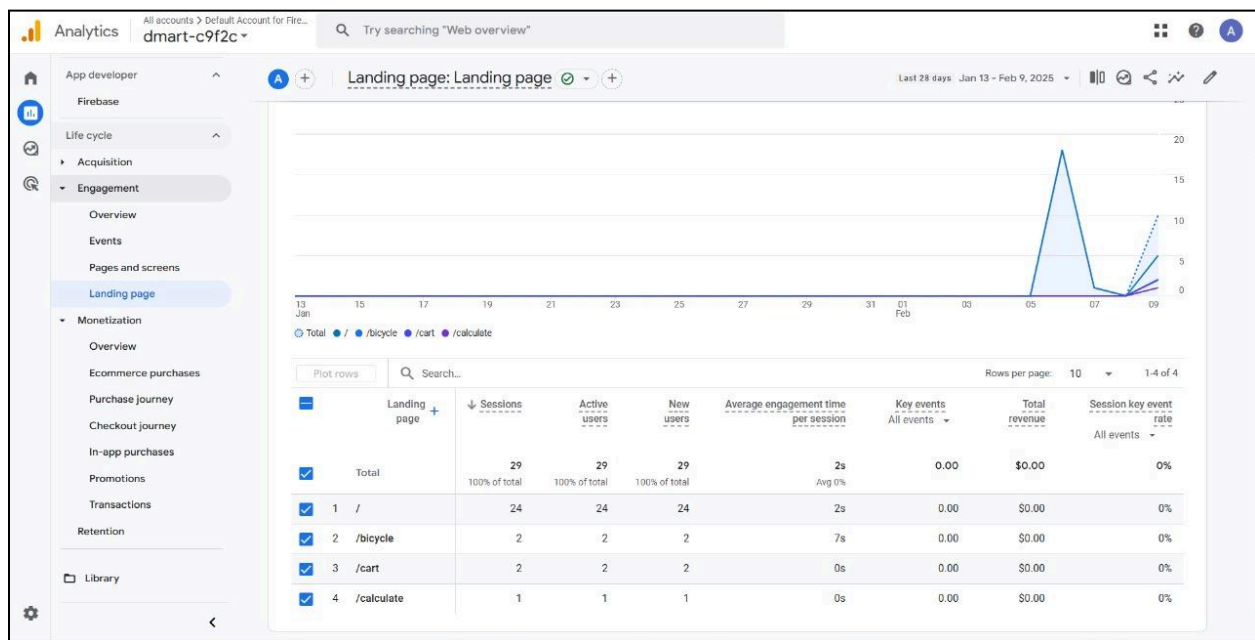 Analytics
All accounts > Default Account for Fire...
dmart-c9f2c
Try searching "Web overview"
A
App developer
Firebase
Life cycle
Acquisition
Engagement
Overview
Events
Pages and screens
Landing page
Monetization
Overview
Ecommerce purchases
Purchase journey
Checkout journey
In-app purchases
Promotions
Transactions
Retention
Library
A
Landing page: Landing page
Last 28 days Jan 13 - Feb 9, 2025
20
15
10
5
0
13 15 17 19 21 23 25 27 29 31 01 03 05 07 09
Jan Feb
Total / /bicycle /cart /calculate
Plot rows Search... Rows per page: 10 1-4 of 4
Landing page + Sessions Active users New users Average engagement time per session Key events Total revenue Session key event rate
All events All events
Total 29 29 29 2s 0.00 $0.00 0%
100% of total 100% of total 100% of total Avg 0%
1 / 24 24 24 2s 0.00 $0.00 0%
2 /bicycle 2 2 2 7s 0.00 $0.00 0%
3 /cart 2 2 2 0s 0.00 $0.00 0%
4 /calculate 1 1 1 0s 0.00 $0.00 0%